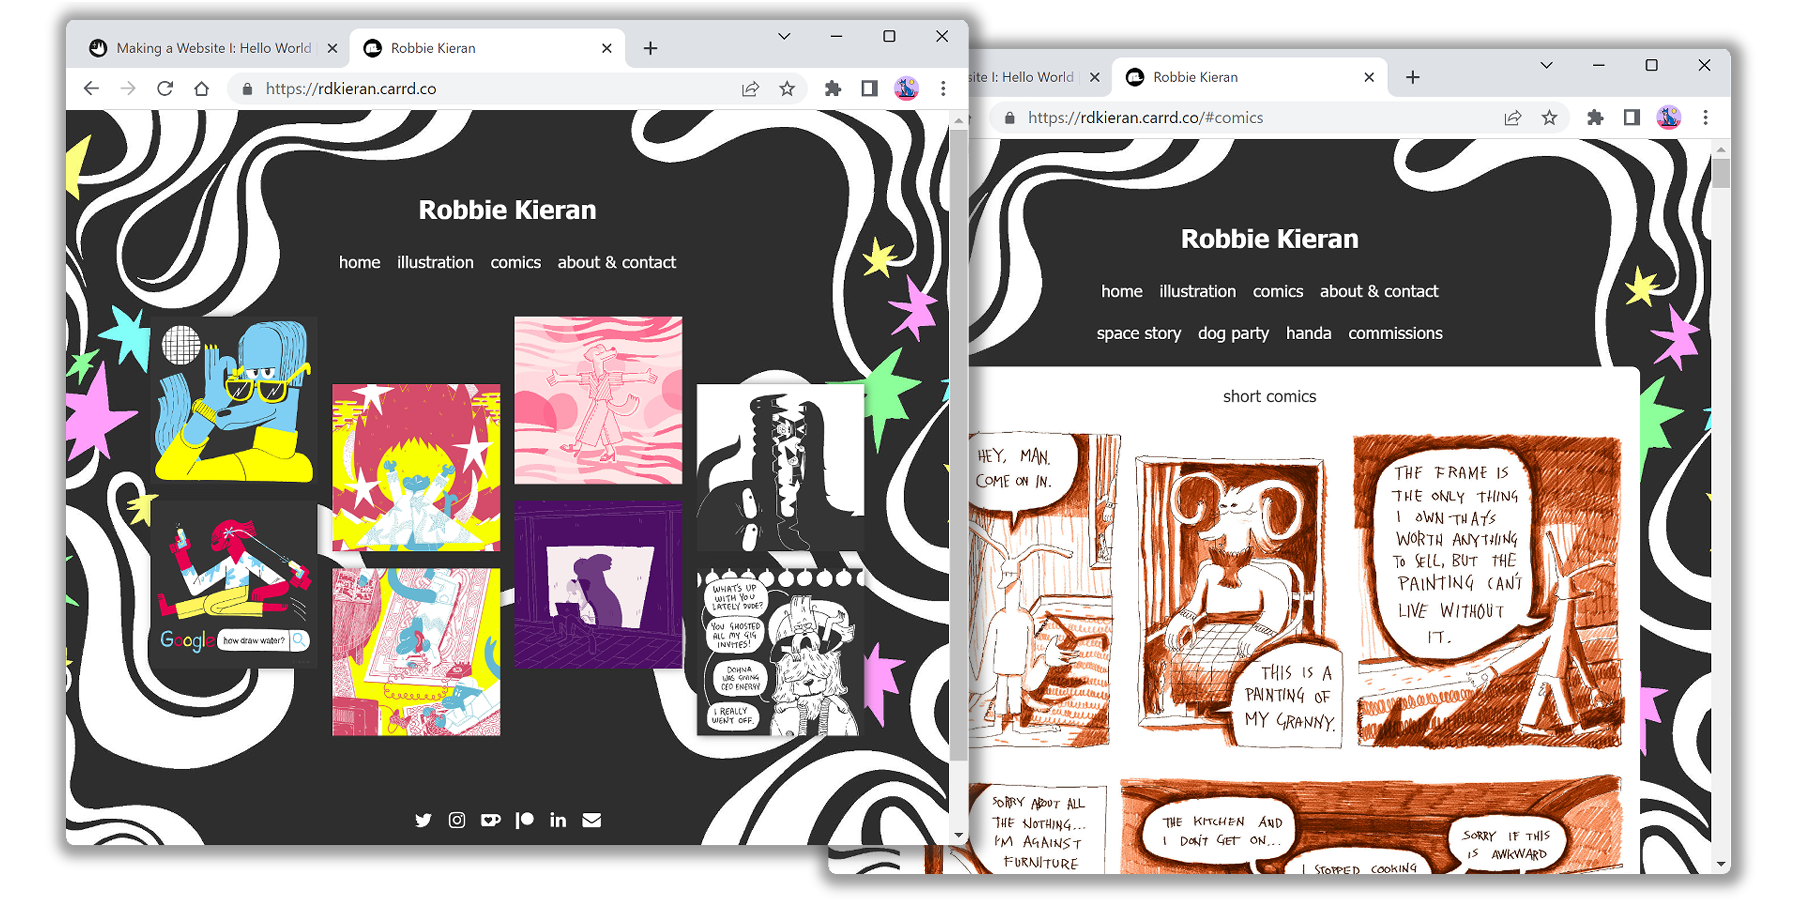 Making a Website I: Hello World
Robbie Kieran
https://rdkieran.carrd.co
Robbie Kieran
home illustration comics about & contact
Google how draw water?
WHAT'S UP
WITH YOU
LATELY DUDE?
YOU GHOSTED
ALL MY GIG
INVITES!
DONNA
WAS GIVING
CEO ENERGY
I REALLY
WENT OFF.
site I: Hello World
Robbie Kieran
https://rdkieran.carrd.co/#comics
Robbie Kieran
home illustration comics about & contact
space story dog party handa commissions
short comics
HEY, MAN.
COME ON IN.
THIS IS A
PAINTING OF
MY GRANNY.
THE FRAME IS
THE ONLY THING
I OWN THAT'S
WORTH ANYTHING
TO SELL, BUT THE
PAINTING CAN'T
LIVE WITHOUT
IT.
SORRY ABOUT ALL
THE NOTHING...
I'M AGAINST
FURNITURE
THE KITCHEN AND
I DON'T GET ON...
I STOPPED COOKING
SORRY IF THIS
IS AWKWARD